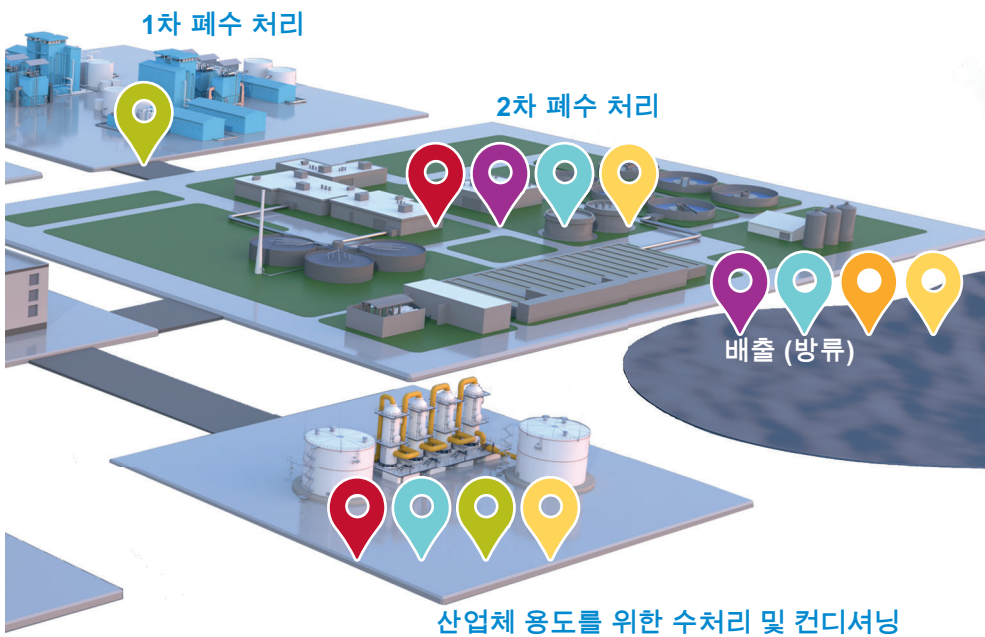 1차 폐수 처리
2차 폐수 처리
배출 (방류)
산업체 용도를 위한 수처리 및 컨디셔닝